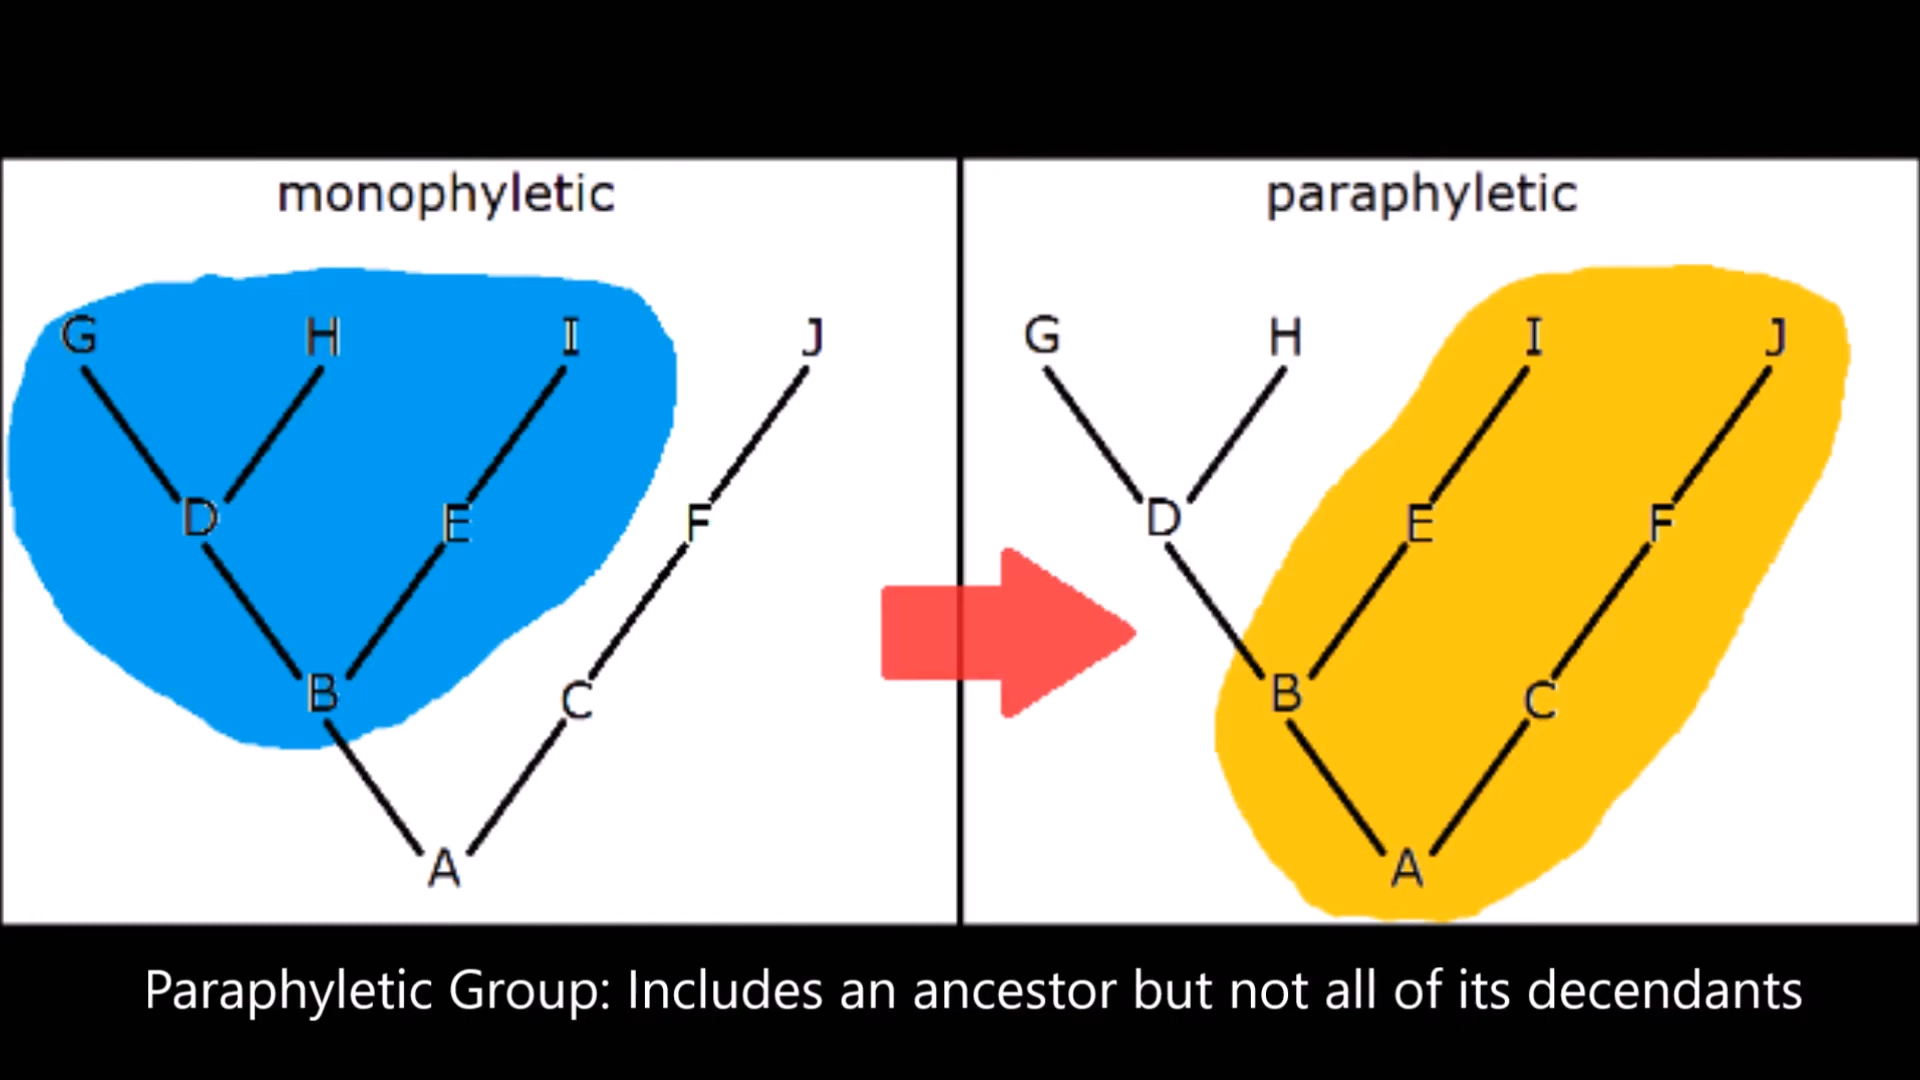 monophyletic
paraphyletic
G H I J
D E F
B C
A
G H I J
D E F
B C
A
Paraphyletic Group: Includes an ancestor but not all of its decendants